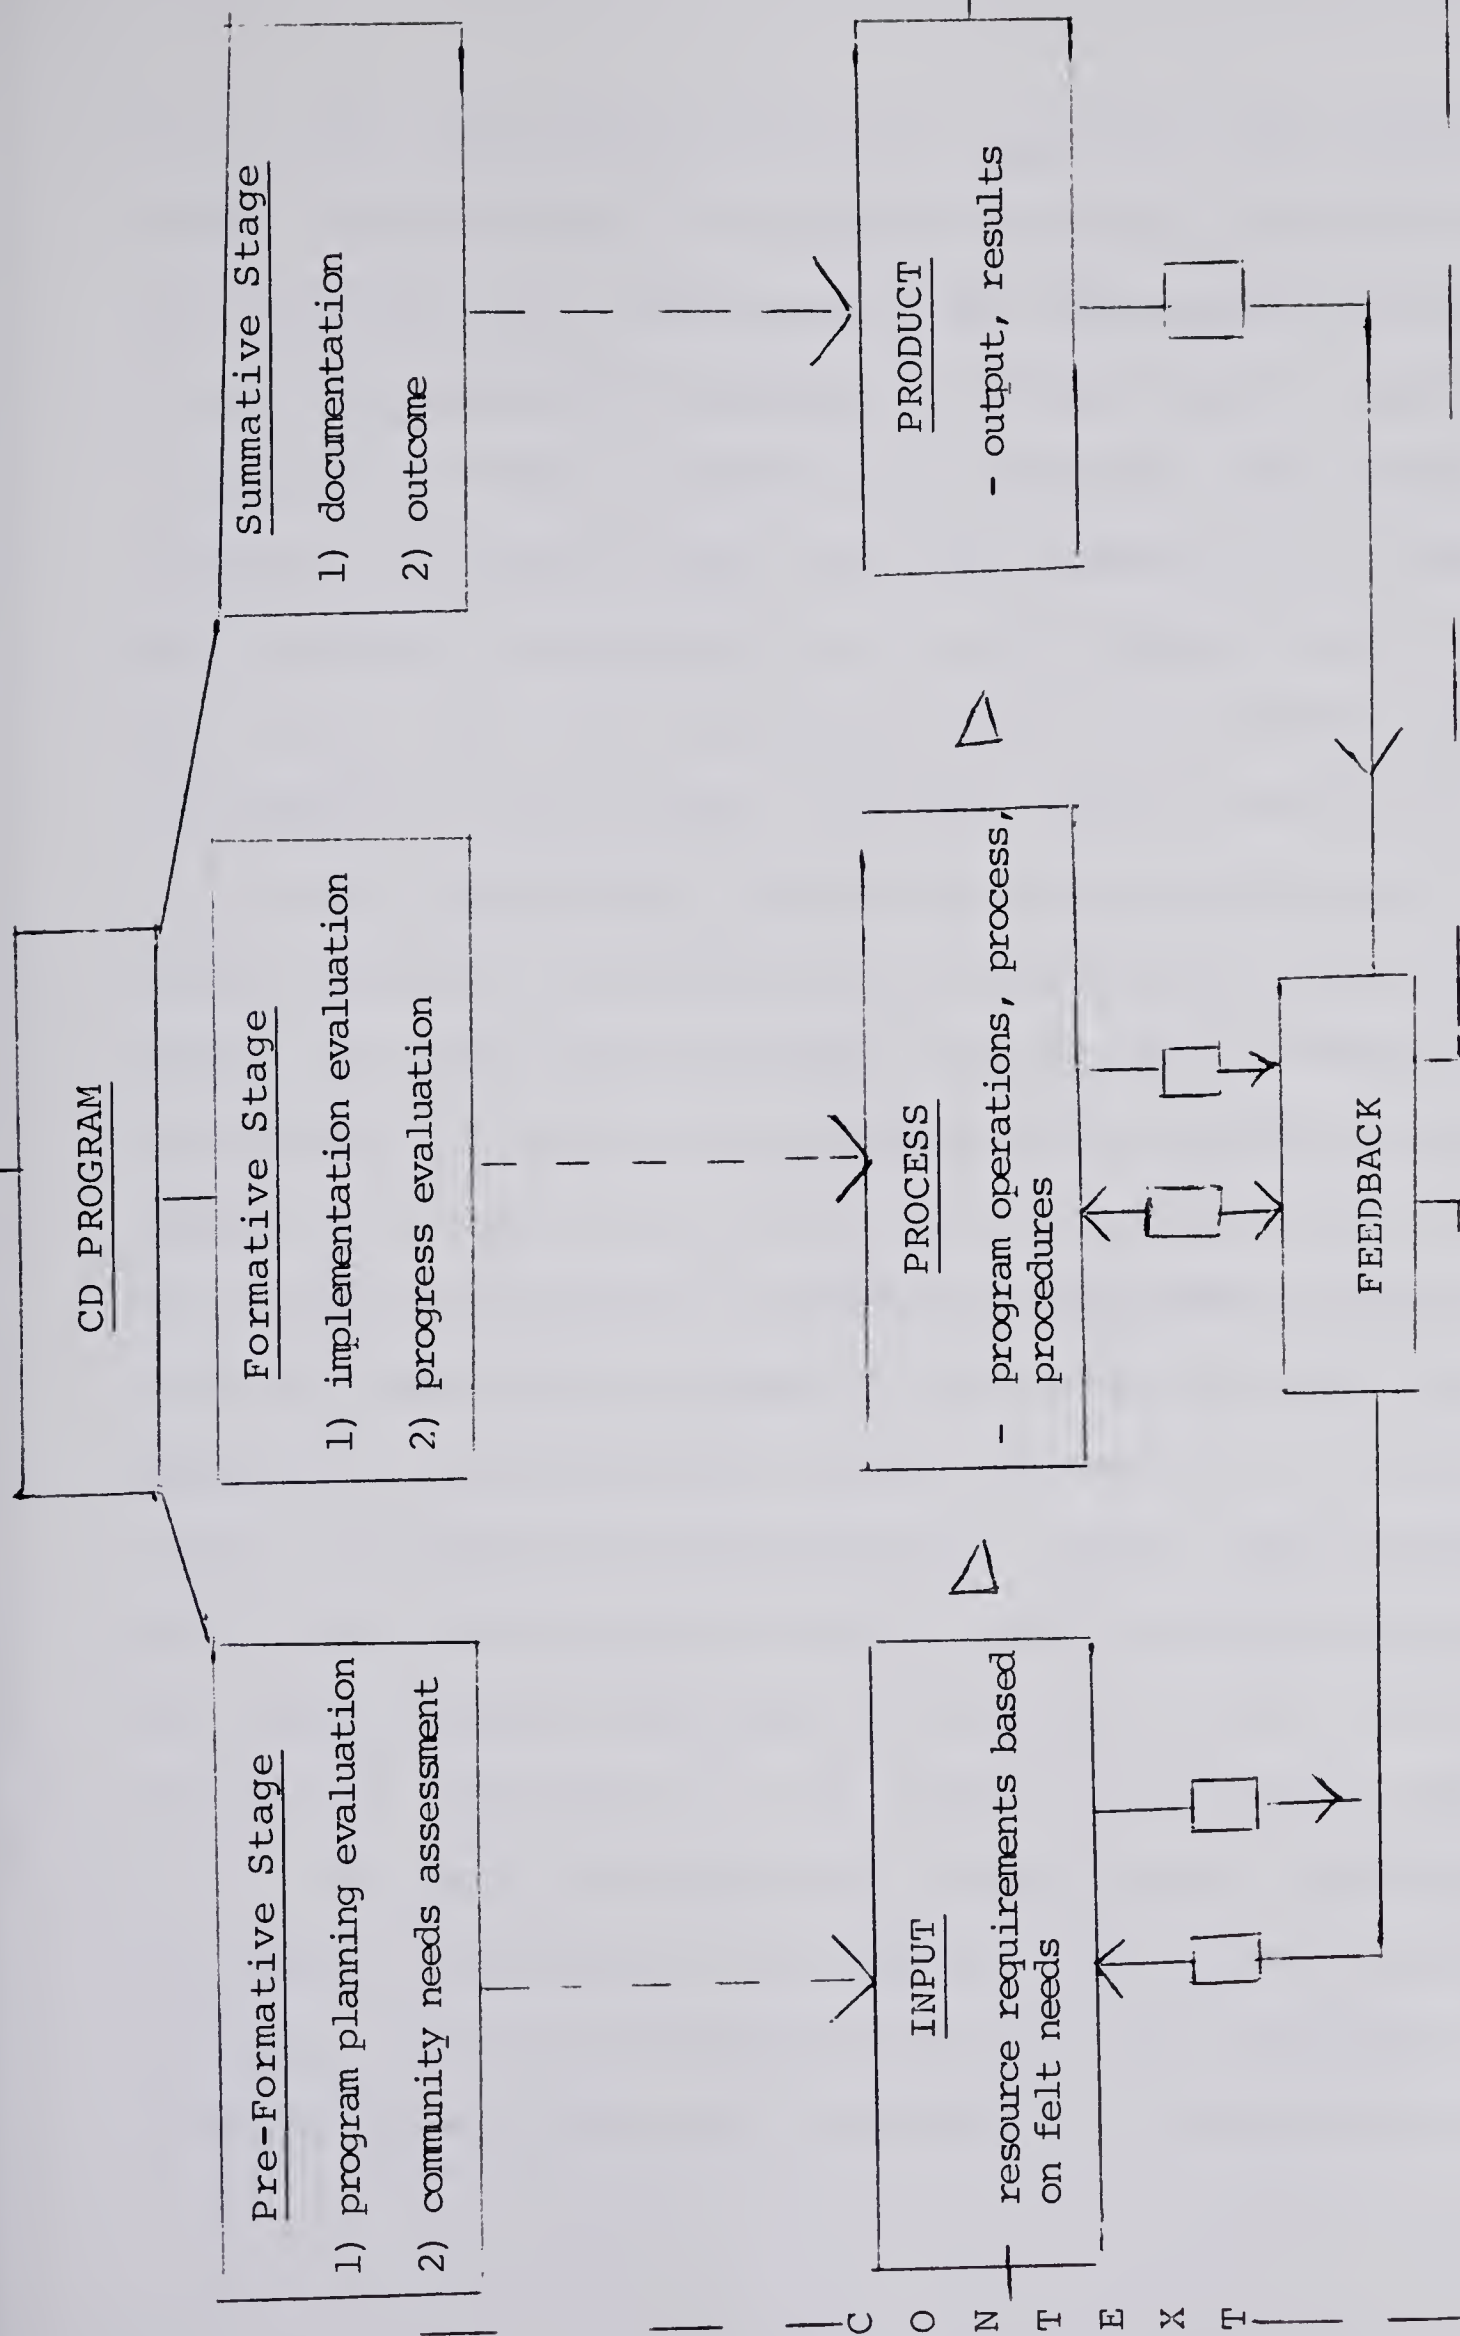 CD PROGRAM
Pre-Formative Stage
1) program planning evaluation
2) community needs assessment
Formative Stage
1) implementation evaluation
2) progress evaluation
Summative Stage
1) documentation
2) outcome
INPUT
- resource requirements based
on felt needs
PROCESS
- program operations, process,
procedures
PRODUCT
- output, results
FEEDBACK
CONTEXT